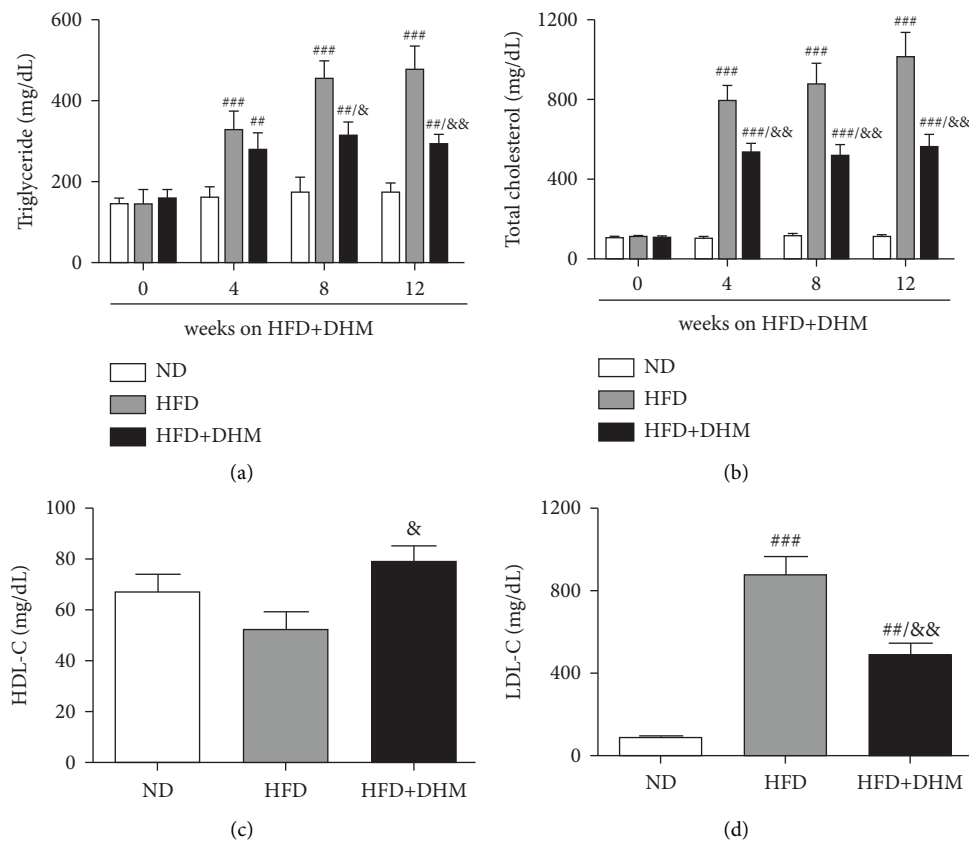 600
400
200
0
Triglyceride (mg/dL)
###
##
###
##/&
###
##/&&
0 4 8 12
weeks on HFD+DHM
ND
HFD
HFD+DHM
(a)
1200
800
400
0
Total cholesterol (mg/dL)
###
###/&&
###
###/&&
###
###/&&
0 4 8 12
weeks on HFD+DHM
ND
HFD
HFD+DHM
(b)
100
80
60
40
20
0
HDL-C (mg/dL)
&
ND HFD HFD+DHM
(c)
1200
800
400
0
LDL-C (mg/dL)
###
##/&&
ND HFD HFD+DHM
(d)